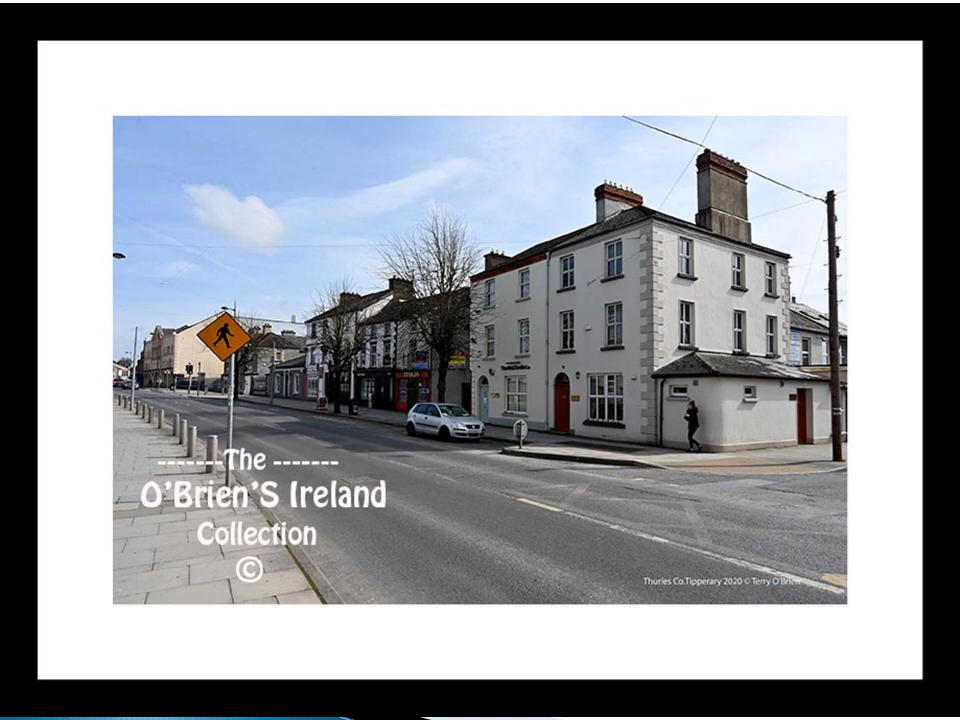 -------The -------
O'Brien'S Ireland
Collection
©
Thurles Co.Tipperary 2020 © Terry O'Brien